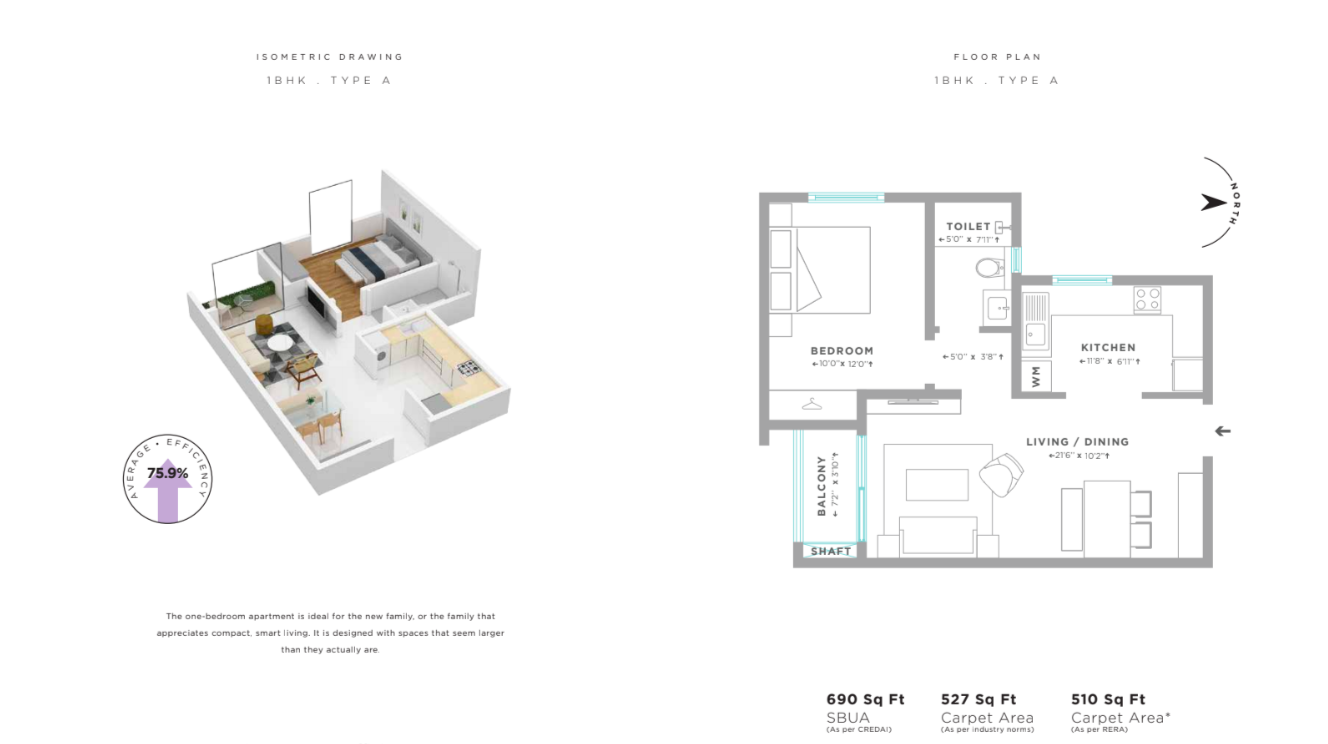 ISOMETRIC DRAWING
1BHK . TYPE A
AVERAGE • EFFICIENCY
75.9%
The one-bedroom apartment is ideal for the new family, or the family that
appreciates compact, smart living. It is designed with spaces that seem larger
than they actually are.
FLOOR PLAN
1BHK . TYPE A
NORTH
TOILET
←5'0" x 7'11"↑
BEDROOM
←10'0" x 12'0"↑
←5'0" x 3'8"↑
KITCHEN
←11'8" x 6'11"↑
WM
LIVING / DINING
←21'6" x 10'2"↑
BALCONY
←7'2" x 3'10"↑
SHAFT
690 Sq Ft
SBUA
(As per CREDAI)
527 Sq Ft
Carpet Area
(As per industry norms)
510 Sq Ft
Carpet Area*
(As per RERA)